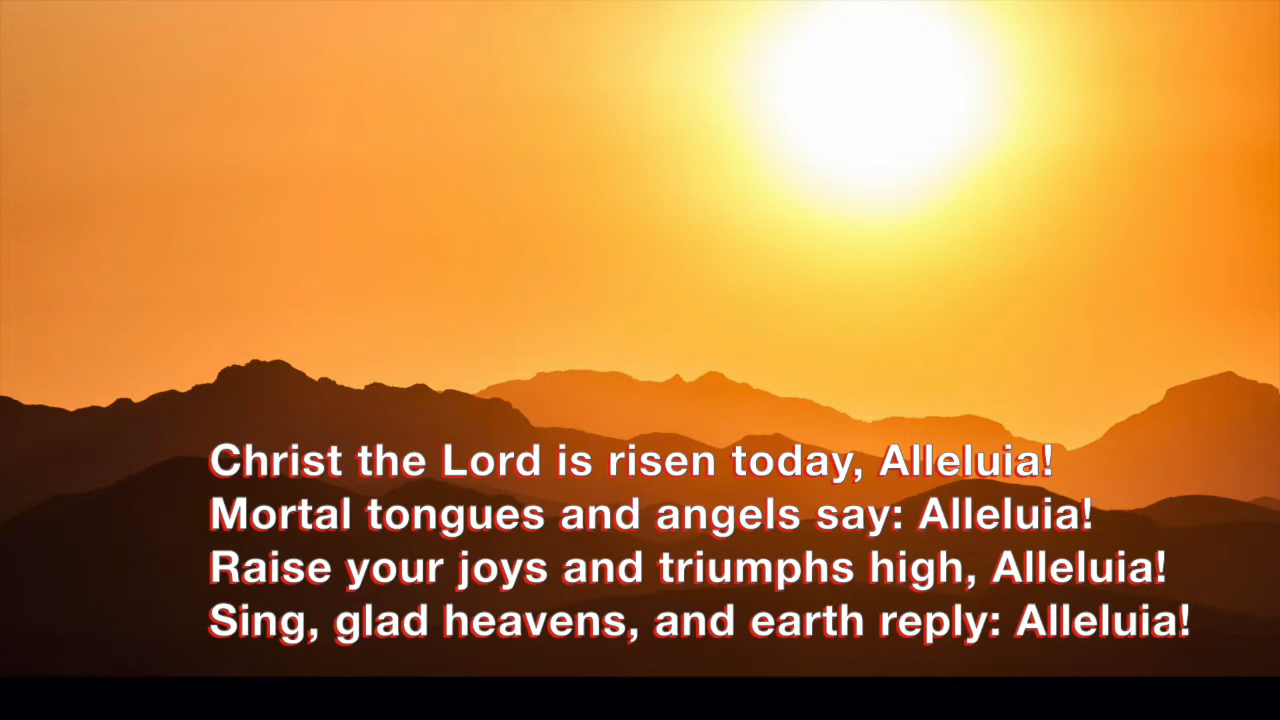 Christ the Lord is risen today, Alleluia!
Mortal tongues and angels say: Alleluia!
Raise your joys and triumphs high, Alleluia!
Sing, glad heavens, and earth reply: Alleluia!